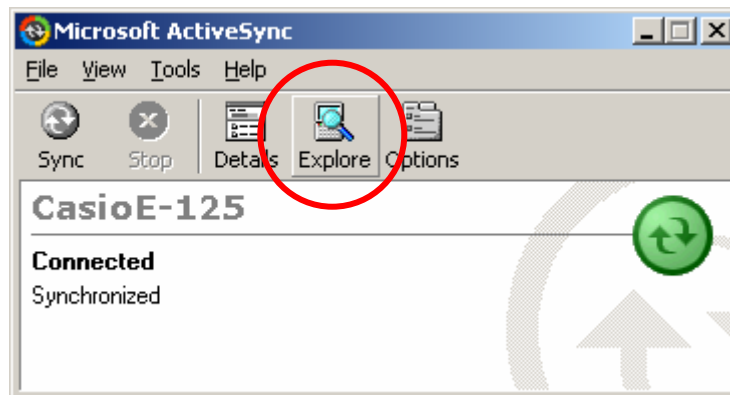 Microsoft ActiveSync
File View Tools Help
Sync Stop Details Explore Options
CasioE-125
Connected
Synchronized